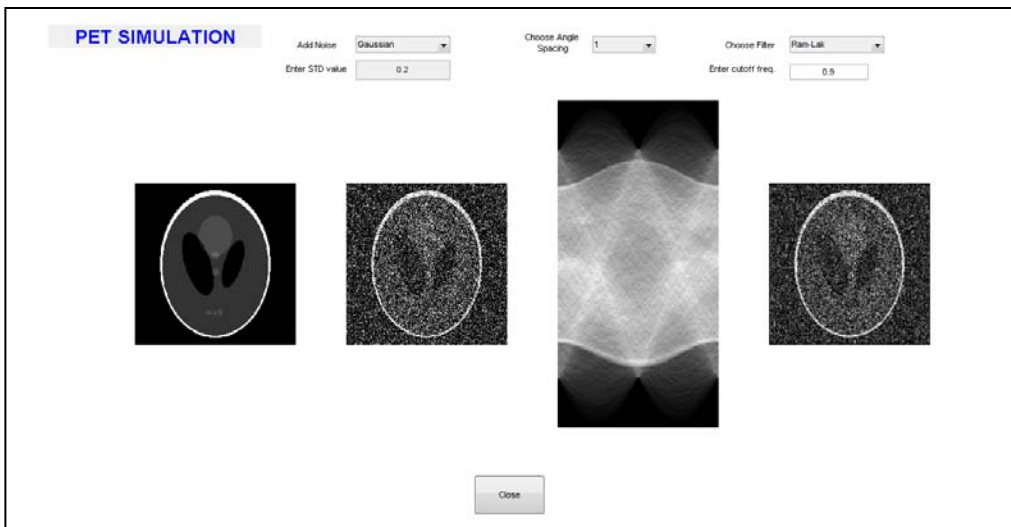 PET SIMULATION
Add Noise Gaussian
Choose Angle Spacing 1
Choose Filter Ram-Lak
Enter STD value 0.2
Enter cutoff freq. 0.9
Close